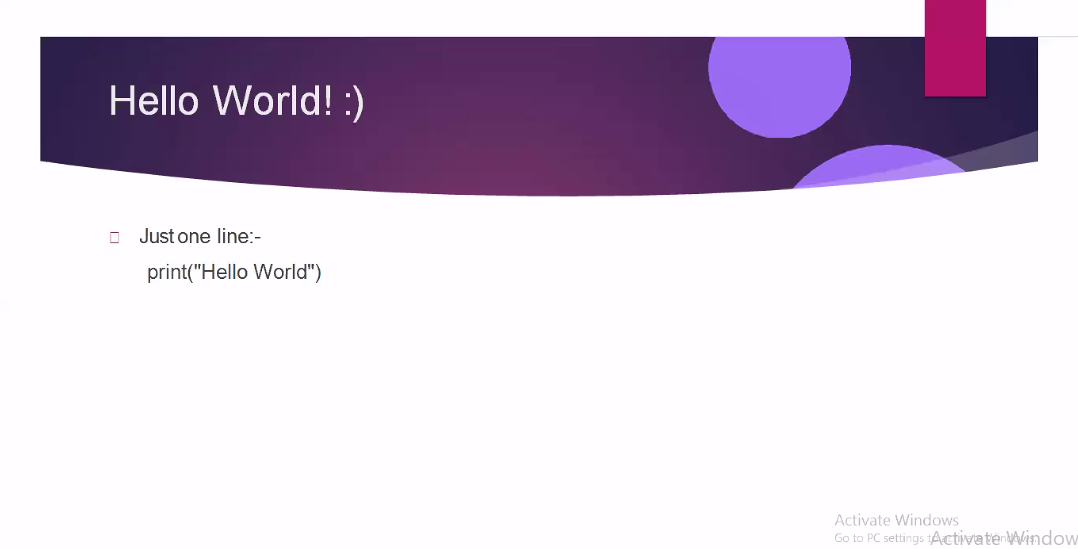 Hello World! :)
Just one line:-
print("Hello World")
Activate Windows
Go to PC settings to activate Windows.
Activate Window